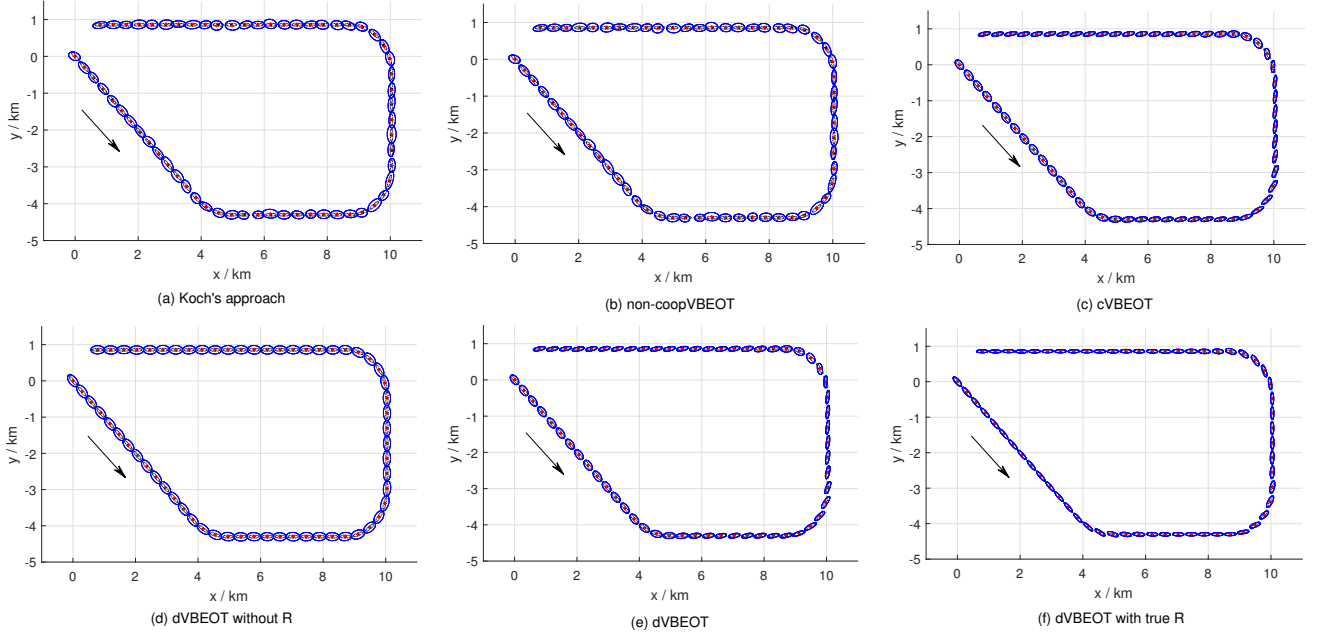 1
0
-1
-2
-3
-4
-5
y / km
0 2 4 6 8 10
x / km
(a) Koch's approach
1
0
-1
-2
-3
-4
-5
y / km
0 2 4 6 8 10
x / km
(b) non-coopVBEOT
1
0
-1
-2
-3
-4
-5
y / km
0 2 4 6 8 10
x / km
(c) cVBEOT
1
0
-1
-2
-3
-4
-5
y / km
0 2 4 6 8 10
x / km
(d) dVBEOT without R
1
0
-1
-2
-3
-4
-5
y / km
0 2 4 6 8 10
x / km
(e) dVBEOT
1
0
-1
-2
-3
-4
-5
y / km
0 2 4 6 8 10
x / km
(f) dVBEOT with true R